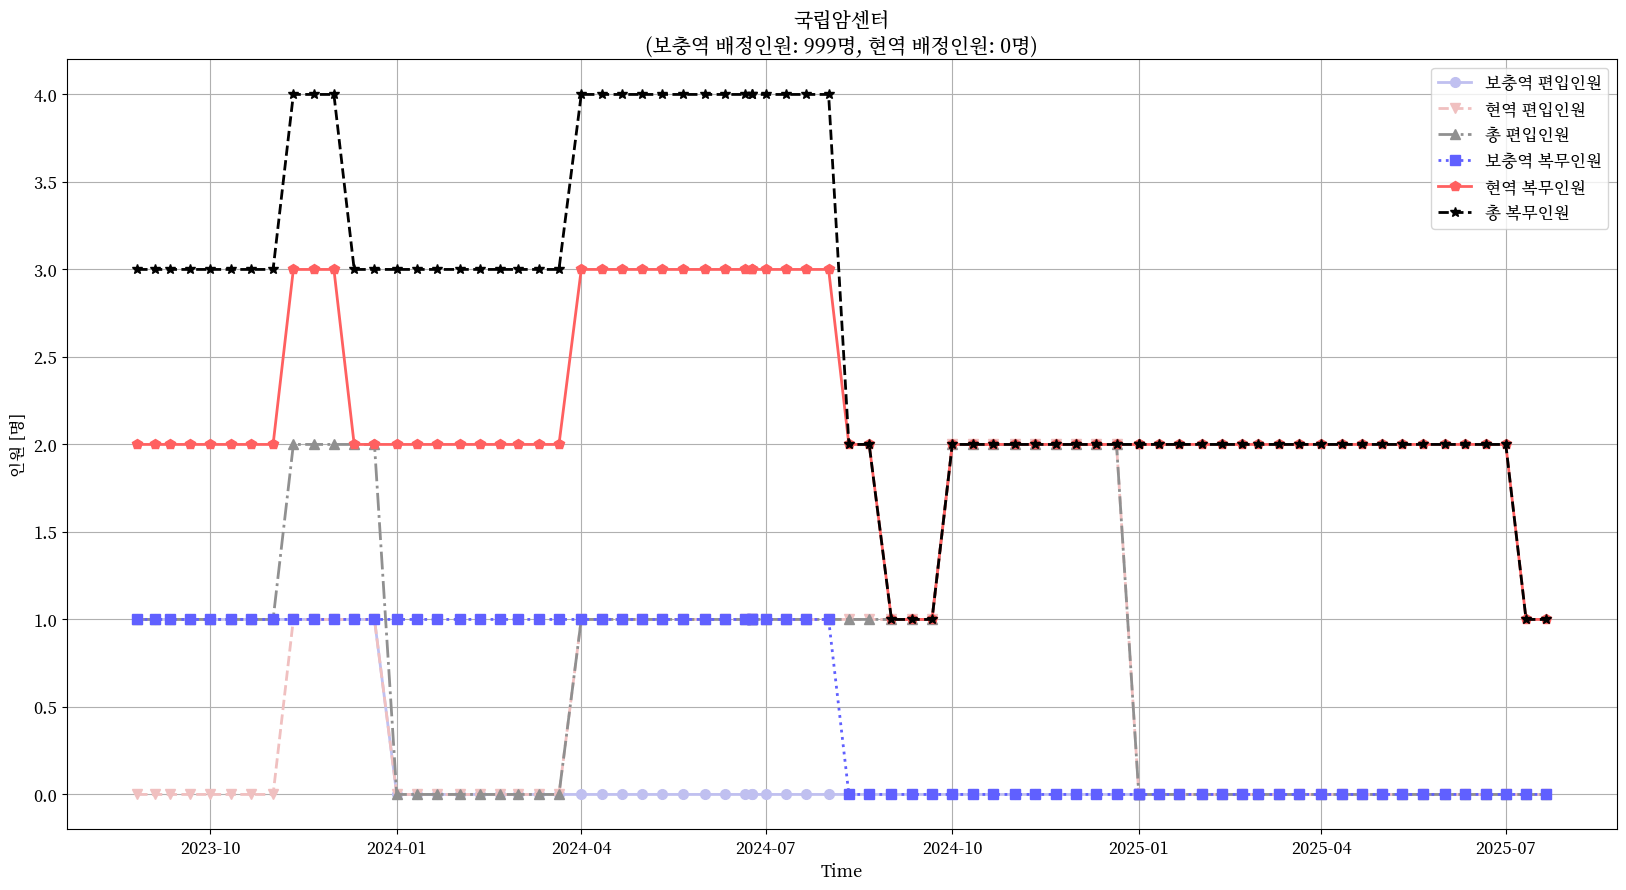 국립암센터
(보충역 배정인원: 999명, 현역 배정인원: 0명)
보충역 편입인원
현역 편입인원
총 편입인원
보충역 복무인원
현역 복무인원
총 복무인원
인원 [명]
4.0
3.5
3.0
2.5
2.0
1.5
1.0
0.5
0.0
2023-10
2024-01
2024-04
2024-07
2024-10
2025-01
2025-04
2025-07
Time